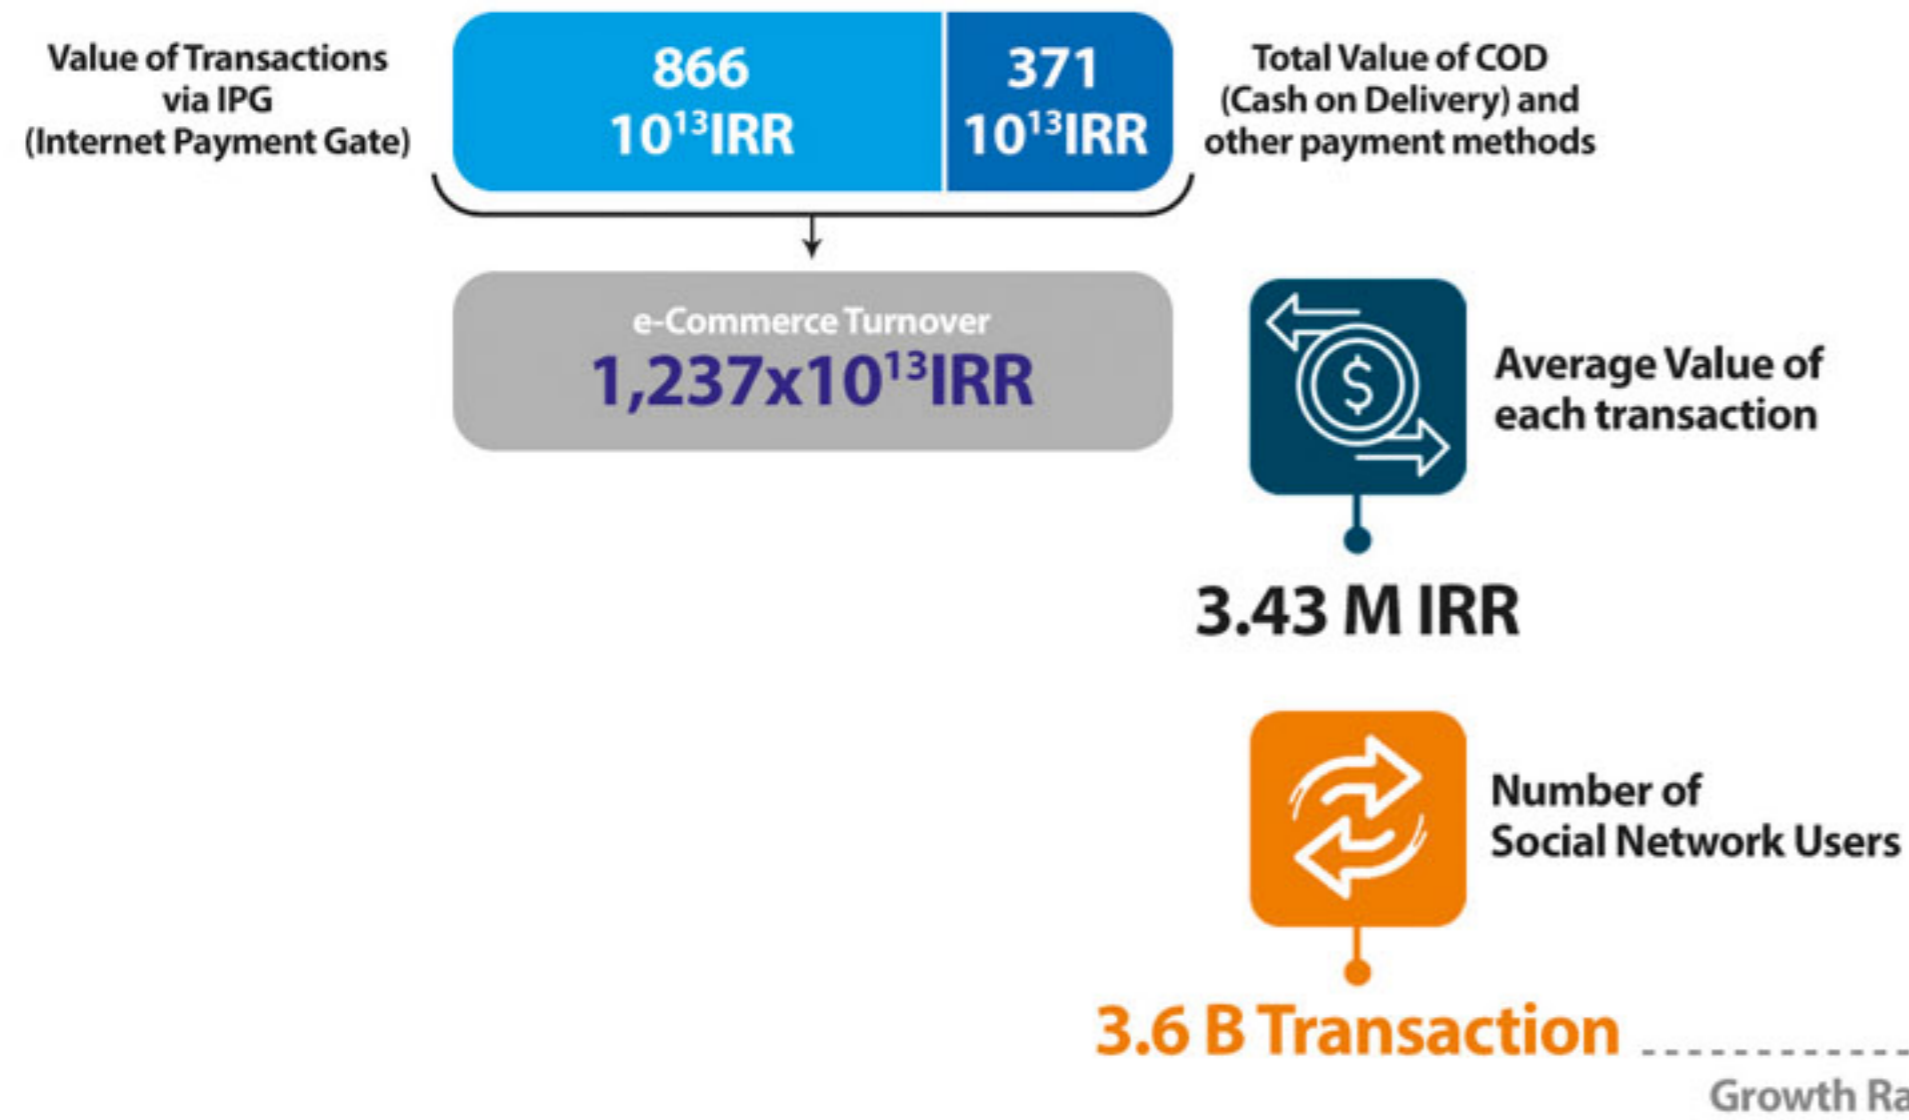 Value of Transactions
via IPG
(Internet Payment Gate)
866
10¹³IRR
371
10¹³IRR
Total Value of COD
(Cash on Delivery) and
other payment methods
e-Commerce Turnover
1,237x10¹³IRR
$
Average Value of
each transaction
3.43 M IRR
Number of
Social Network Users
3.6 B Transaction
Growth